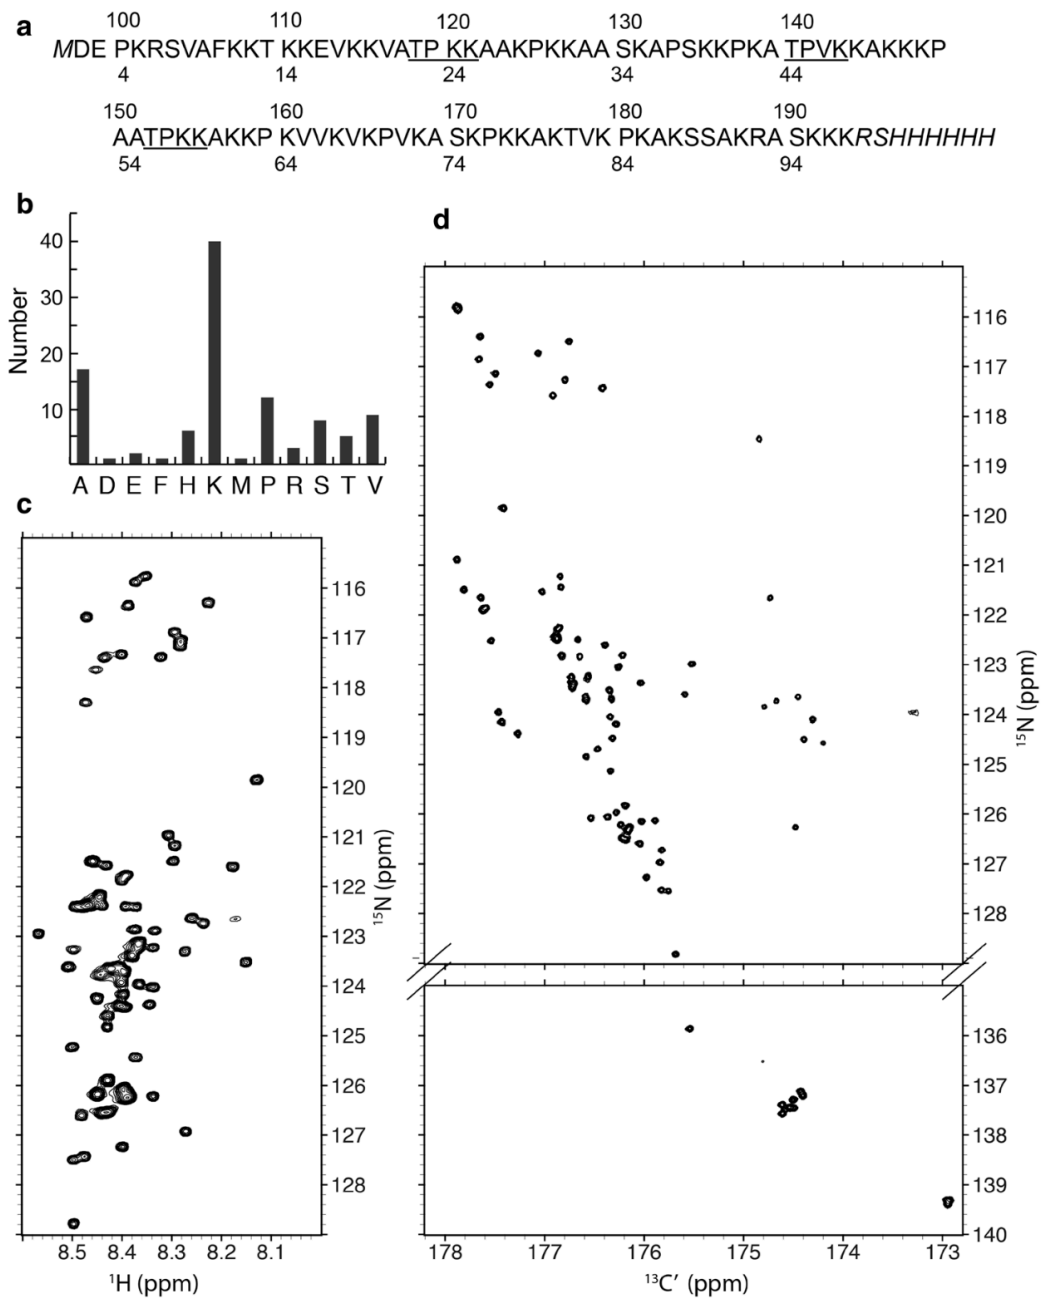 a
100 110 120 130 140
MDE PKRSVAFKKT KKEVKKVATPKKAAKPKKAA SKAPSKKPKA TPVKKAKKKP
4 14 24 34 44
150 160 170 180 190
AATPKKAKKP KVVKVKPVKA SKPKKAKTVK PKAKSSAKRA SKKKRSHHHHHH
54 64 74 84 94
b
Number
40
30
20
10
A D E F H K M P R S T V
c
116
117
118
119
120
121
122
123
124
125
126
127
128
¹⁵N (ppm)
8.5 8.4 8.3 8.2 8.1
¹H (ppm)
d
116
117
118
119
120
121
122
123
124
125
126
127
128
136
137
138
139
140
¹⁵N (ppm)
178 177 176 175 174 173
¹³C′ (ppm)